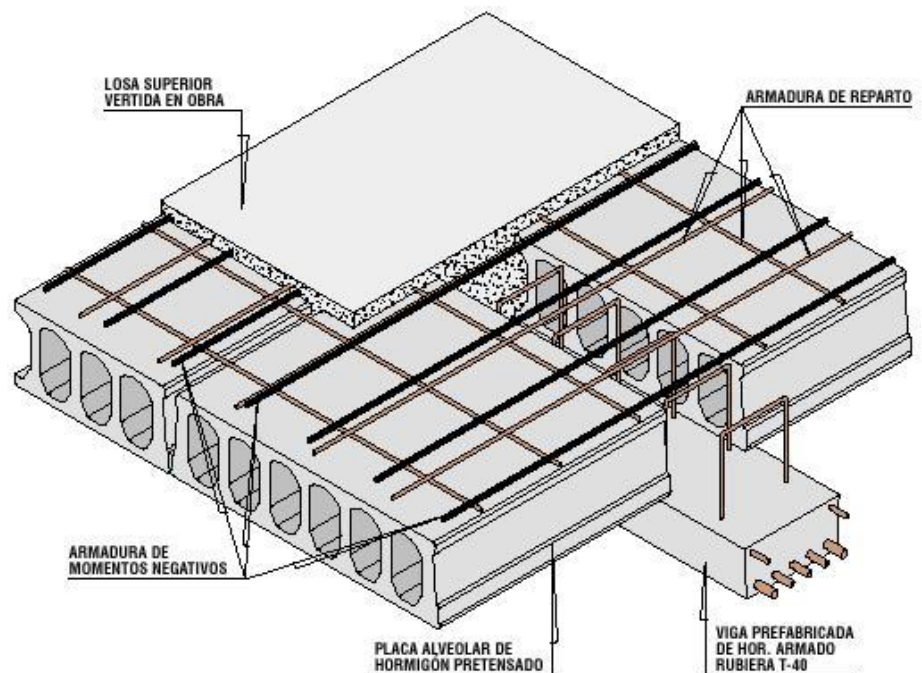 LOSA SUPERIOR
VERTIDA EN OBRA
ARMADURA DE REPARTO
ARMADURA DE
MOMENTOS NEGATIVOS
PLACA ALVEOLAR DE
HORMIGÓN PRETENSADO
VIGA PREFABRICADA
DE HOR. ARMADO
RUBIERA T-40